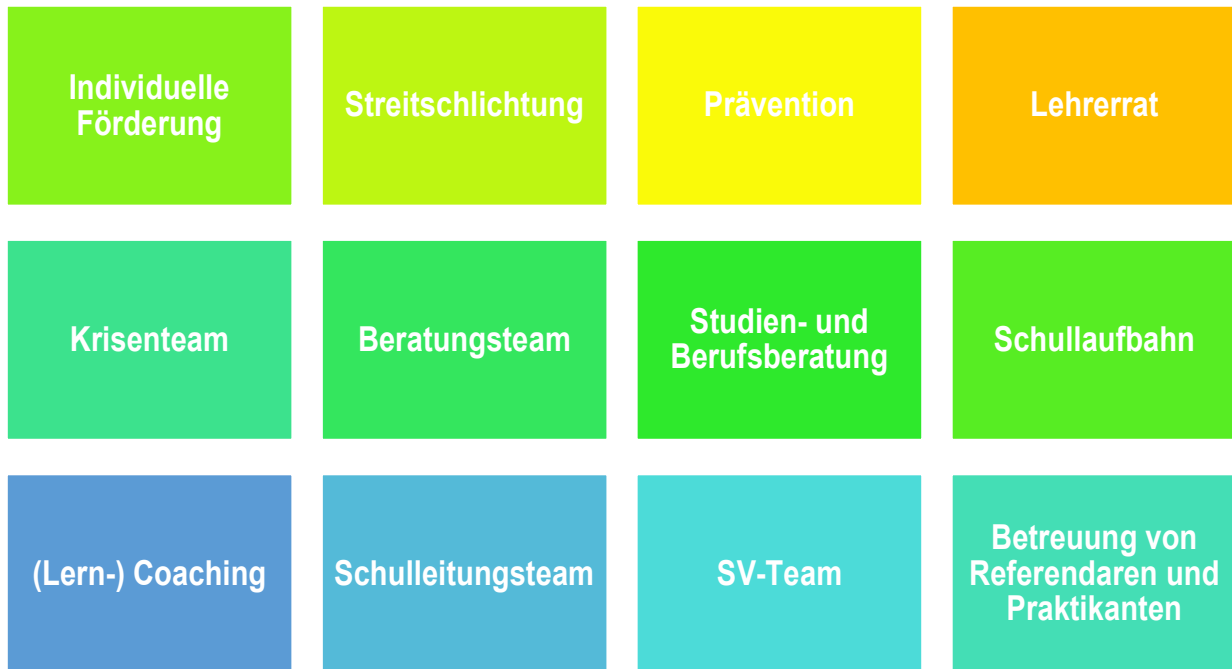 Individuelle
Förderung
Streitschlichtung
Prävention
Lehrerrat
Krisenteam
Beratungsteam
Studien- und
Berufsberatung
Schullaufbahn
(Lern-) Coaching
Schulleitungsteam
SV-Team
Betreuung von
Referendaren und
Praktikanten